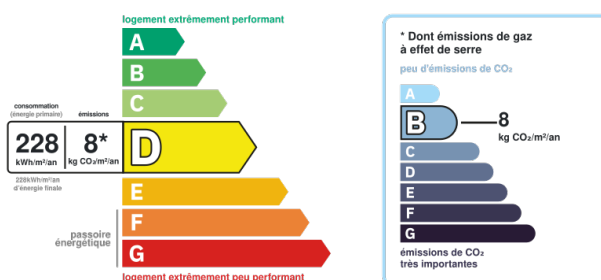 logement extrêmement performant
A
B
C
consommation
(énergie primaire)
émissions
228
kWh/m²/an
8*
kg CO₂/m²/an
D
228kWh/m²/an
d'énergie finale
E
F
passoire
énergétique
G
logement extrêmement peu performant
* Dont émissions de gaz
à effet de serre
peu d'émissions de CO₂
A
B
8
kg CO₂/m²/an
C
D
E
F
G
émissions de CO₂
très importantes